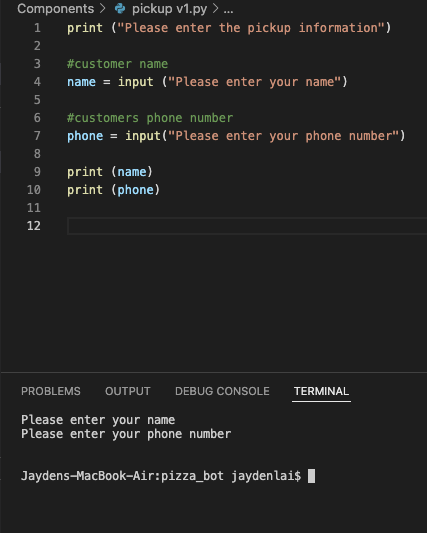 Components > pickup v1.py > ...
1 print ("Please enter the pickup information")
2
3 #customer name
4 name = input ("Please enter your name")
5
6 #customers phone number
7 phone = input("Please enter your phone number")
8
9 print (name)
10 print (phone)
11
12
PROBLEMS OUTPUT DEBUG CONSOLE TERMINAL
Please enter your name
Please enter your phone number
Jaydens-MacBook-Air:pizza_bot jaydenlai$